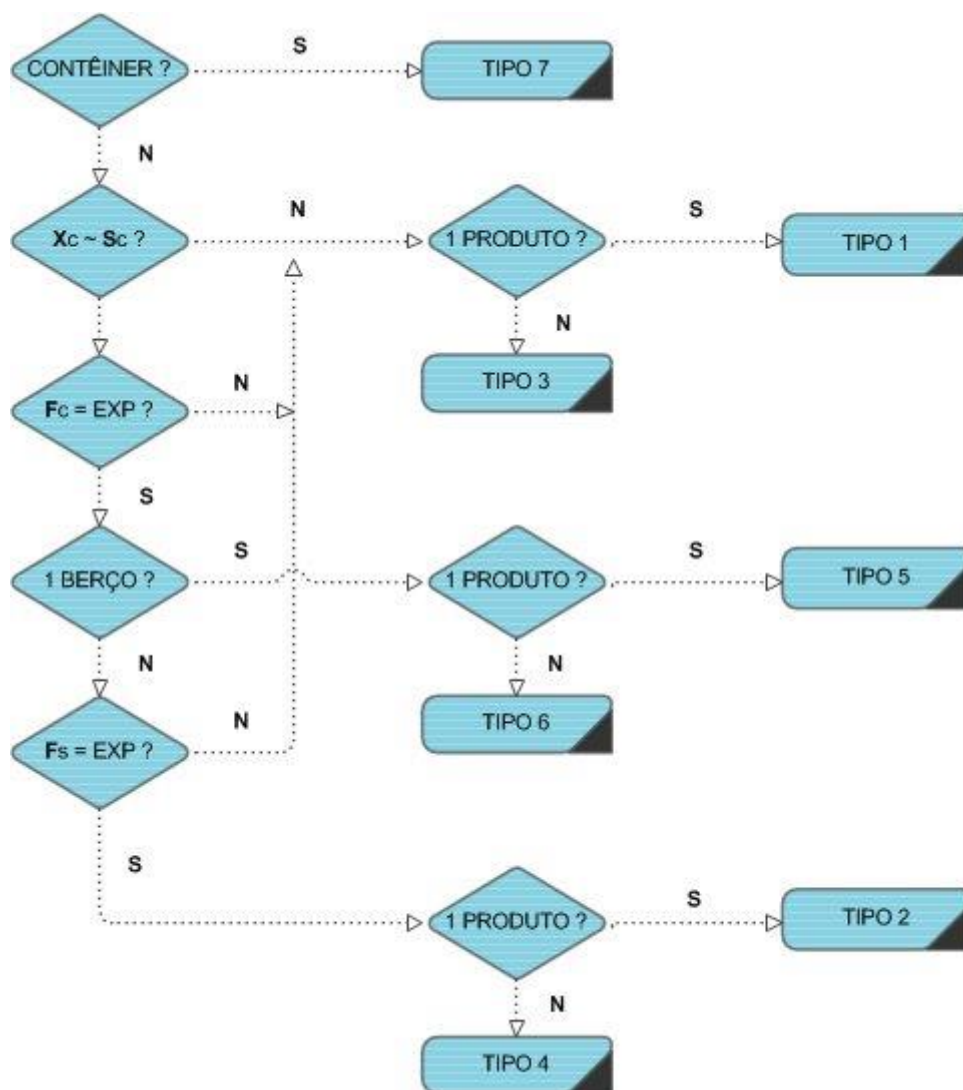 CONTÊINER ?
S
TIPO 7
N
Xc ~ Sc ?
N
1 PRODUTO ?
S
TIPO 1
N
TIPO 3
Fc = EXP ?
N
S
1 BERÇO ?
S
1 PRODUTO ?
S
TIPO 5
N
N
TIPO 6
Fs = EXP ?
N
S
1 PRODUTO ?
S
TIPO 2
N
TIPO 4